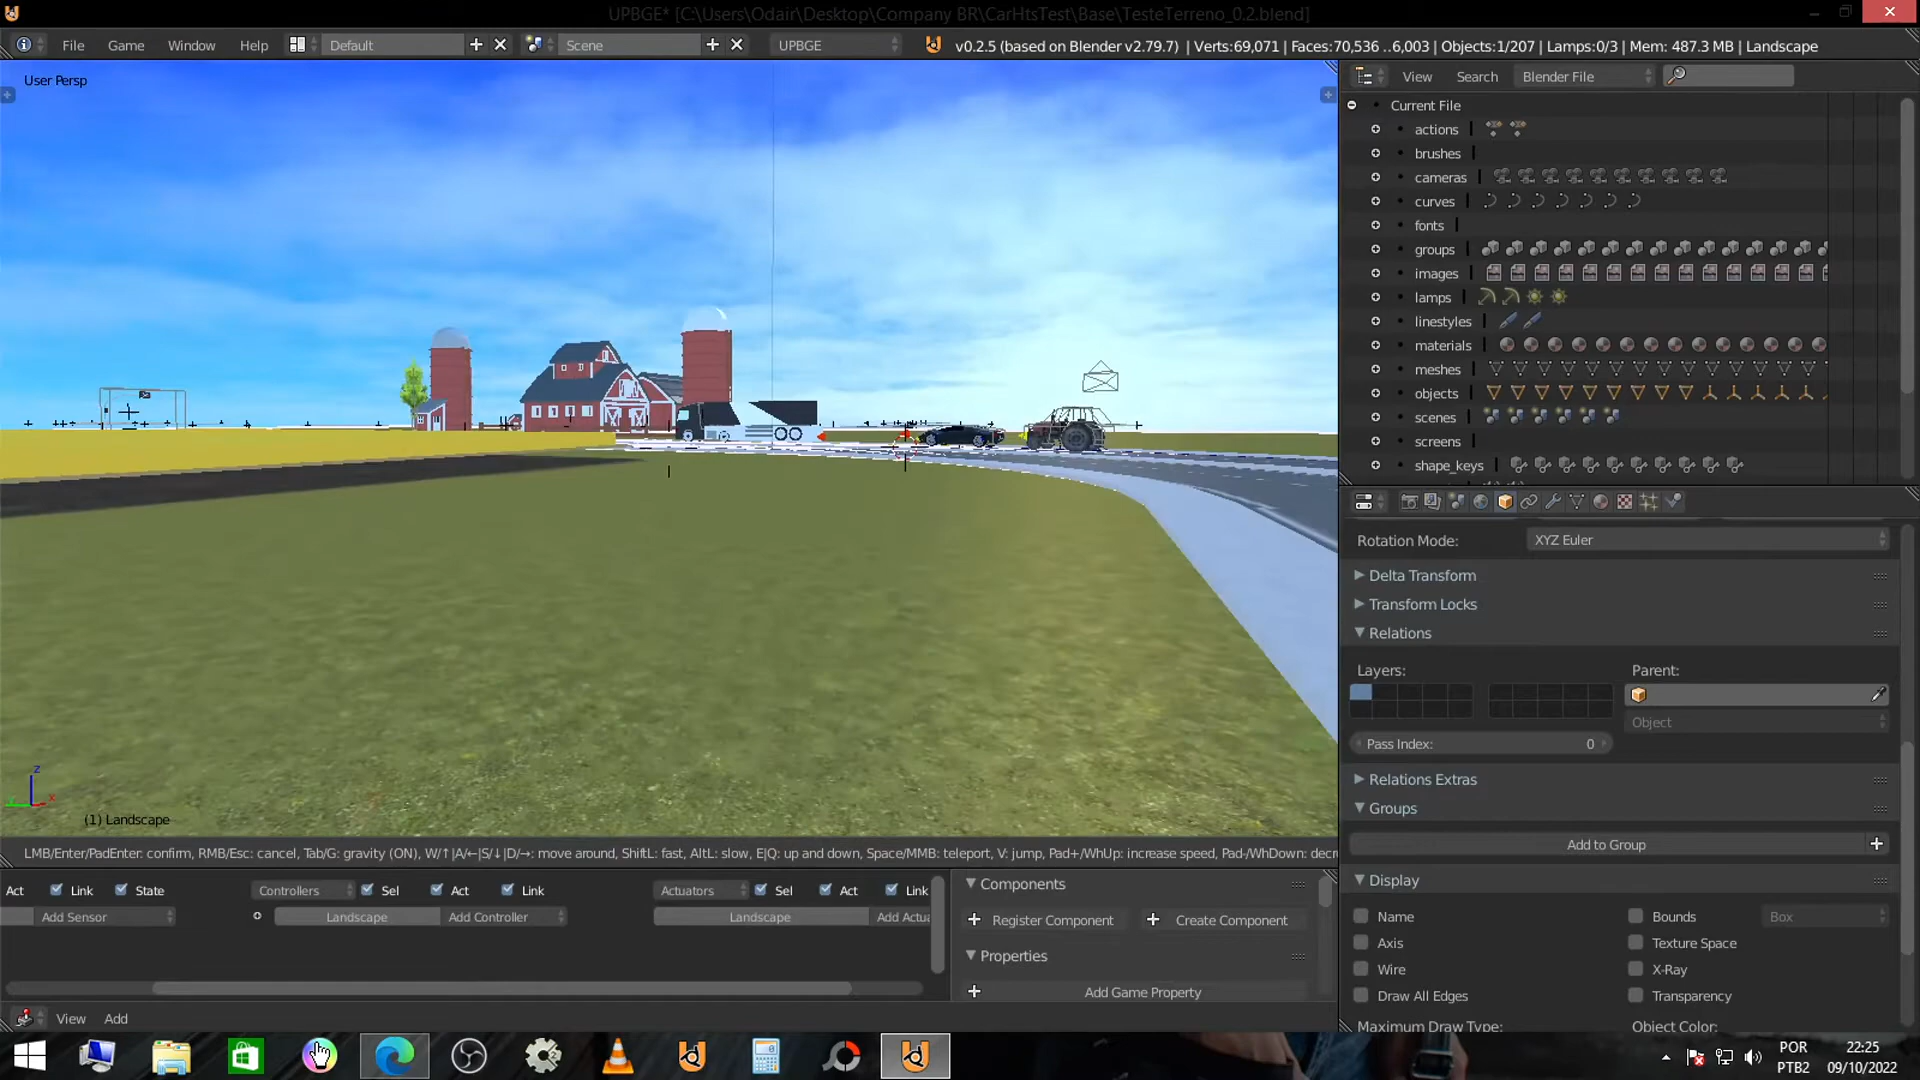 UPBGE* [C:\Users\Odair\Desktop\Company BR\CarHtsTest\Base\TesteTerreno_0.2.blend]
File Game Window Help Default Scene UPBGE v0.2.5 (based on Blender v2.79.7) | Verts:69,071 | Faces:70,536 ..6,003 | Objects:1/207 | Lamps:0/3 | Mem: 487.3 MB | Landscape
User Persp
View Search Blender File
Current File
actions
brushes
cameras
curves
fonts
groups
images
lamps
linestyles
materials
meshes
objects
scenes
screens
shape_keys
Rotation Mode: XYZ Euler
Delta Transform
Transform Locks
Relations
Layers: Parent:
Object
Pass Index: 0
Relations Extras
Groups
Add to Group
Display
Name Bounds Box
Axis Texture Space
Wire X-Ray
Draw All Edges Transparency
Maximum Draw Type: Object Color:
z
x
(1) Landscape
LMB/Enter/PadEnter: confirm, RMB/Esc: cancel, Tab/G: gravity (ON), W/↑|A/←|S/↓|D/→: move around, ShiftL: fast, AltL: slow, E|Q: up and down, Space/MMB: teleport, V: jump, Pad+/WhUp: increase speed, Pad-/WhDown: decr
Act Link State Controllers Sel Act Link Actuators Sel Act Link
Add Sensor Landscape Add Controller Landscape Add Actua
Components
Register Component Create Component
Properties
Add Game Property
View Add
POR 22:25
PTB2 09/10/2022